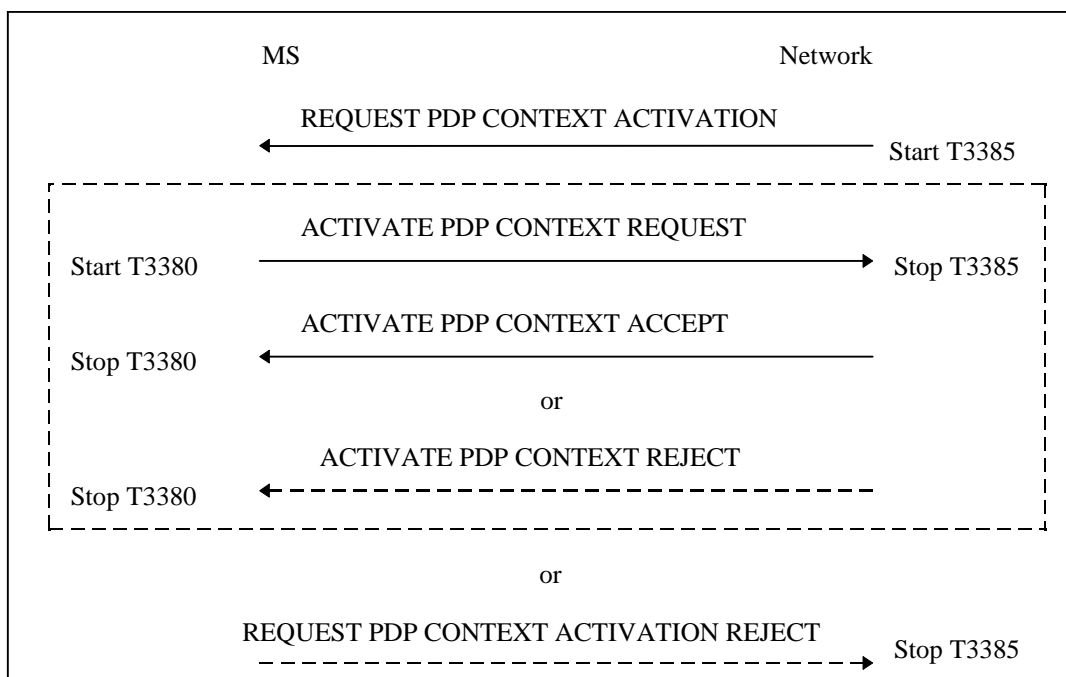 MS Network
REQUEST PDP CONTEXT ACTIVATION
Start T3385
ACTIVATE PDP CONTEXT REQUEST
Start T3380 Stop T3385
ACTIVATE PDP CONTEXT ACCEPT
Stop T3380
or
ACTIVATE PDP CONTEXT REJECT
Stop T3380
or
REQUEST PDP CONTEXT ACTIVATION REJECT
Stop T3385